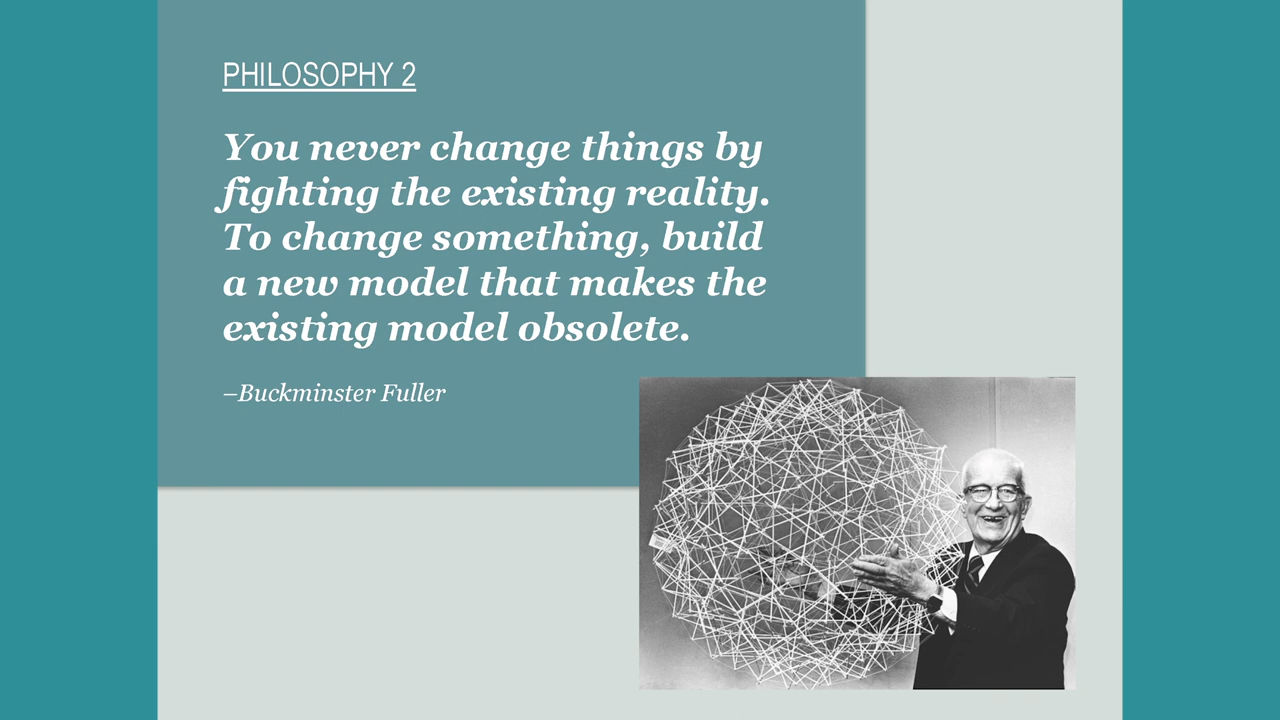 PHILOSOPHY 2
You never change things by
fighting the existing reality.
To change something, build
a new model that makes the
existing model obsolete.
–Buckminster Fuller